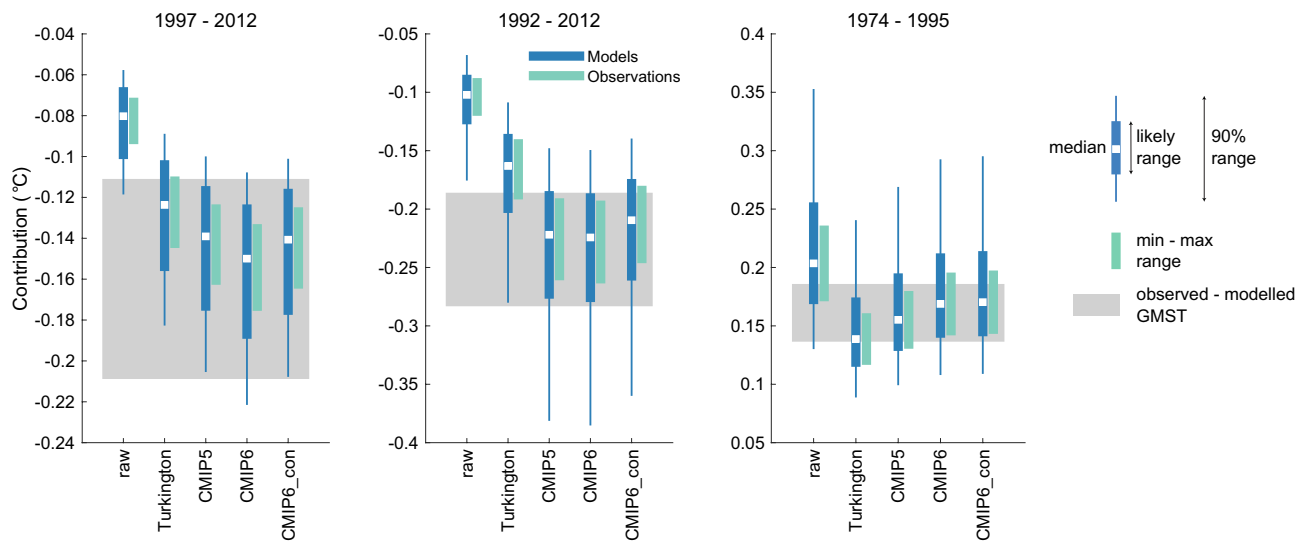 1997 - 2012
1992 - 2012
1974 - 1995
Contribution (°C)
-0.04
-0.06
-0.08
-0.1
-0.12
-0.14
-0.16
-0.18
-0.2
-0.22
-0.24
raw
Turkington
CMIP5
CMIP6
CMIP6_con
-0.05
-0.1
-0.15
-0.2
-0.25
-0.3
-0.35
-0.4
Models
Observations
raw
Turkington
CMIP5
CMIP6
CMIP6_con
0.4
0.35
0.3
0.25
0.2
0.15
0.1
0.05
raw
Turkington
CMIP5
CMIP6
CMIP6_con
median
likely
range
90%
range
min - max
range
observed - modelled
GMST